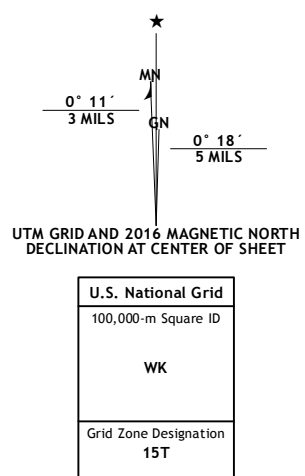 ★
MN
0° 11´
3 MILS
GN
0° 18´
5 MILS
UTM GRID AND 2016 MAGNETIC NORTH
DECLINATION AT CENTER OF SHEET
U.S. National Grid
100,000-m Square ID
WK
Grid Zone Designation
15T